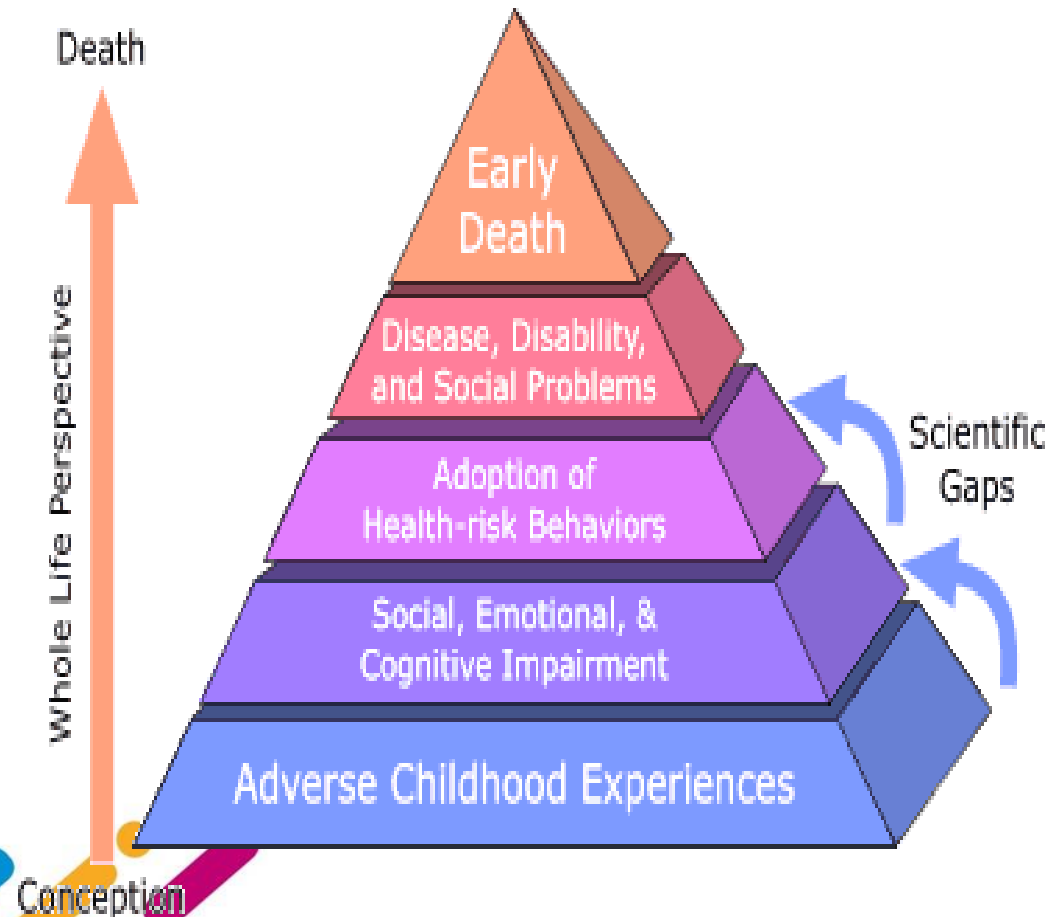 Death
Early
Death
Disease, Disability,
and Social Problems
Adoption of
Health-risk Behaviors
Social, Emotional, &
Cognitive Impairment
Adverse Childhood Experiences
Scientific
Gaps
Whole Life Perspective
Conception